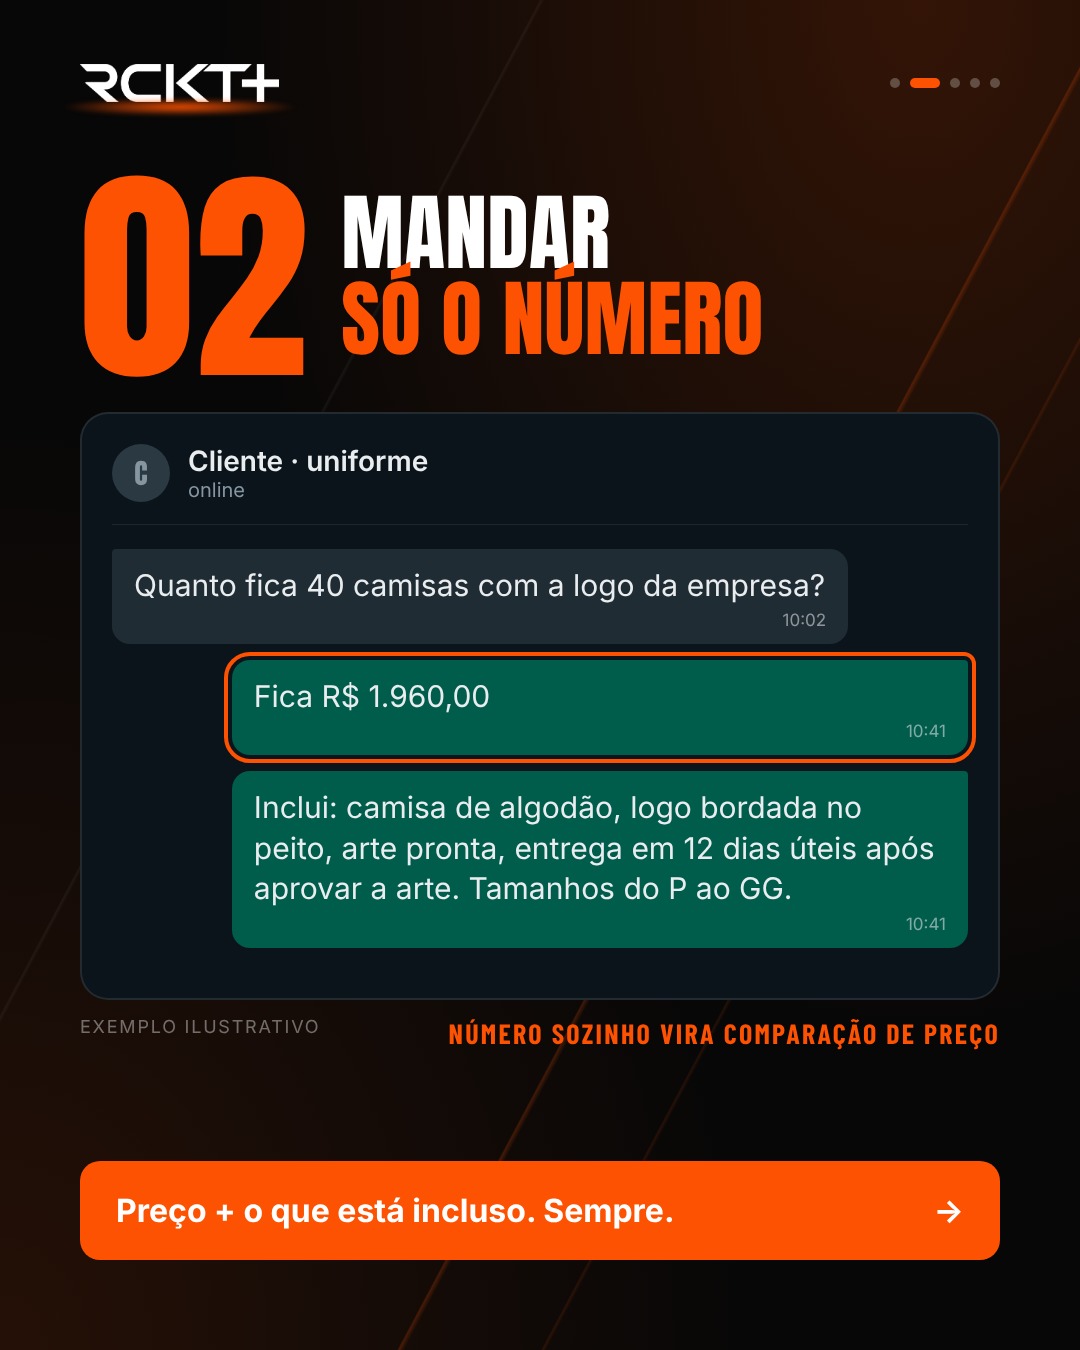 RCKT+
02
MANDAR
SÓ O NÚMERO
C
Cliente · uniforme
online
Quanto fica 40 camisas com a logo da empresa?
10:02
Fica R$ 1.960,00
10:41
Inclui: camisa de algodão, logo bordada no
peito, arte pronta, entrega em 12 dias úteis após
aprovar a arte. Tamanhos do P ao GG.
10:41
EXEMPLO ILUSTRATIVO
NÚMERO SOZINHO VIRA COMPARAÇÃO DE PREÇO
Preço + o que está incluso. Sempre. →